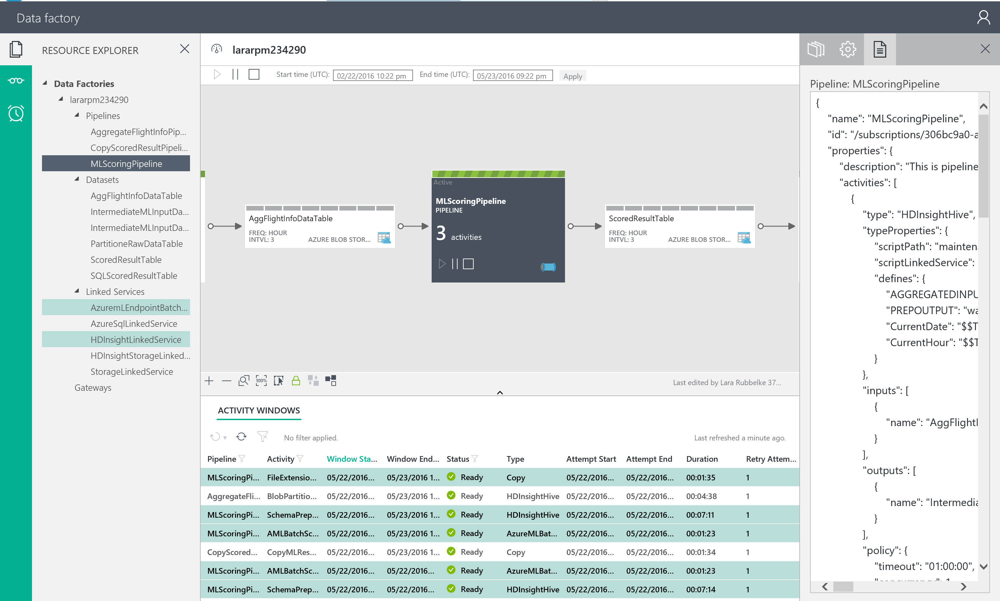 Data factory
RESOURCE EXPLORER
Data Factories
lararpm234290
Pipelines
AggregateFlightInfoPip...
CopyScoredResultPipeli...
MLScoringPipeline
Datasets
AggFlightInfoDataTable
IntermediateMLInputDa...
IntermediateMLInputDa...
PartitioneRawDataTable
ScoredResultTable
SQLScoredResultTable
Linked Services
AzuremLEndpointBatch...
AzureSqlLinkedService
HDInsightLinkedService
HDInsightStorageLinked...
StorageLinkedService
Gateways
lararpm234290
Start time (UTC): 02/22/2016 10:22 pm End time (UTC): 05/23/2016 09:22 pm Apply
AggFlightInfoDataTable
FREQ: HOUR
INTVL: 3 AZURE BLOB STOR...
Active
MLScoringPipeline
PIPELINE
3 activities
ScoredResultTable
FREQ: HOUR
INTVL: 3 AZURE BLOB STOR...
100%
Last edited by Lara Rubbelke 37...
ACTIVITY WINDOWS
No filter applied. Last refreshed a minute ago.
Pipeline Activity Window Sta... Window End... Status Type Attempt Start Attempt End Duration Retry Attem...
MLScoringPi... FileExtensio... 05/22/2016... 05/23/2016 1... Ready Copy 05/22/2016... 05/22/2016... 00:01:35 1
AggregateFli... BlobPartitio... 05/22/2016... 05/23/2016 1... Ready HDInsightHive 05/22/2016... 05/22/2016... 00:04:38 1
MLScoringPi... SchemaPrep... 05/22/2016... 05/23/2016 1... Ready HDInsightHive 05/22/2016... 05/22/2016... 00:07:11 1
MLScoringPi... AMLBatchSc... 05/22/2016... 05/23/2016 1... Ready AzureMLBat... 05/22/2016... 05/22/2016... 00:01:23 1
CopyScored... CopyMLRes... 05/22/2016... 05/23/2016 1... Ready Copy 05/22/2016... 05/22/2016... 00:01:34 1
MLScoringPi... AMLBatchSc... 05/22/2016... 05/22/2016... Ready AzureMLBat... 05/22/2016... 05/22/2016... 00:01:23 1
MLScoringPi... SchemaPrep... 05/22/2016... 05/22/2016... Ready HDInsightHive 05/22/2016... 05/22/2016... 00:07:14 1
Pipeline: MLScoringPipeline
{
"name": "MLScoringPipeline",
"id": "/subscriptions/306bc9a0-a
"properties": {
"description": "This is pipeline
"activities": [
{
"type": "HDInsightHive",
"typeProperties": {
"scriptPath": "mainten
"scriptLinkedService":
"defines": {
"AGGREGATEDINPU
"PREPOUTPUT": "wa
"CurrentDate": "$$T
"CurrentHour": "$$T
}
},
"inputs": [
{
"name": "AggFlightI
}
],
"outputs": [
{
"name": "Intermedia
}
],
"policy": {
"timeout": "01:00:00",